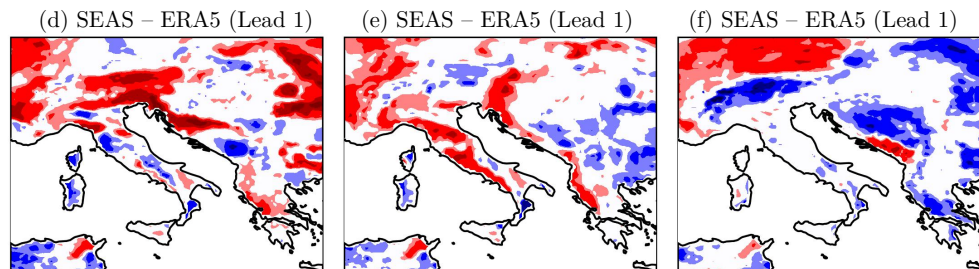 (d) SEAS – ERA5 (Lead 1)
(e) SEAS – ERA5 (Lead 1)
(f) SEAS – ERA5 (Lead 1)